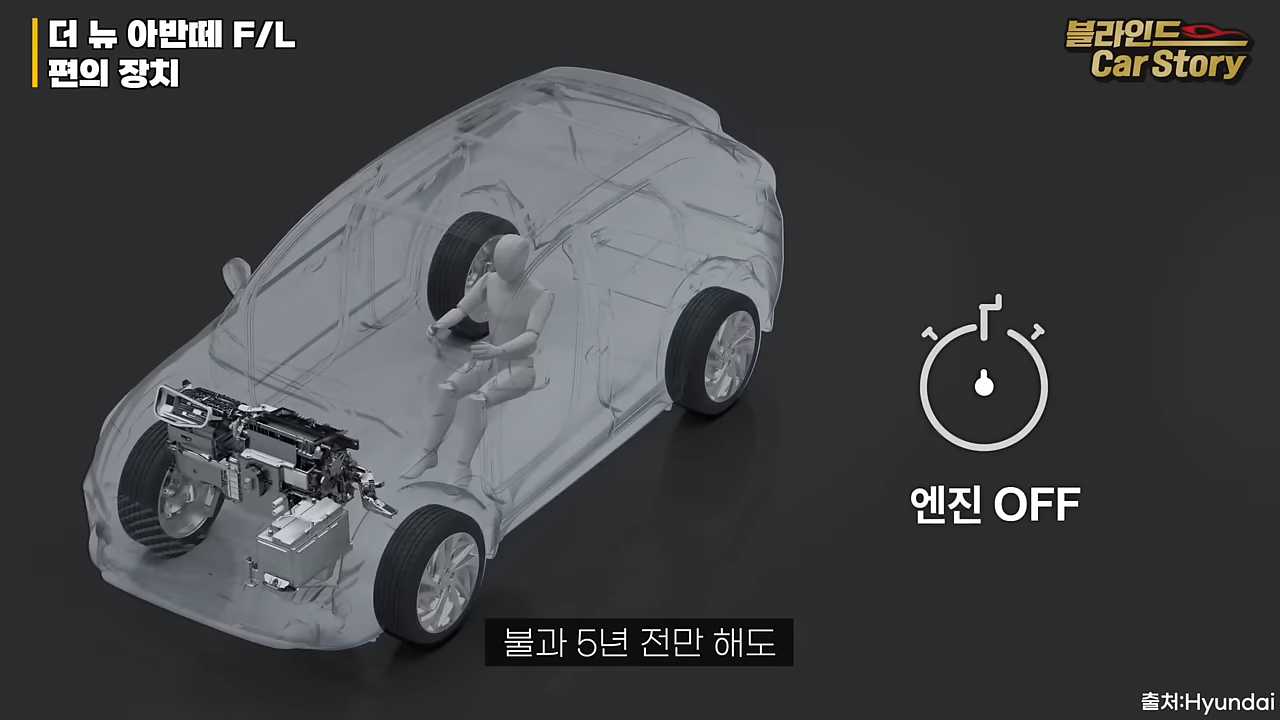 더 뉴 아반떼 F/L
편의 장치
블라인드
Car Story
엔진 OFF
불과 5년 전만 해도
출처:Hyundai